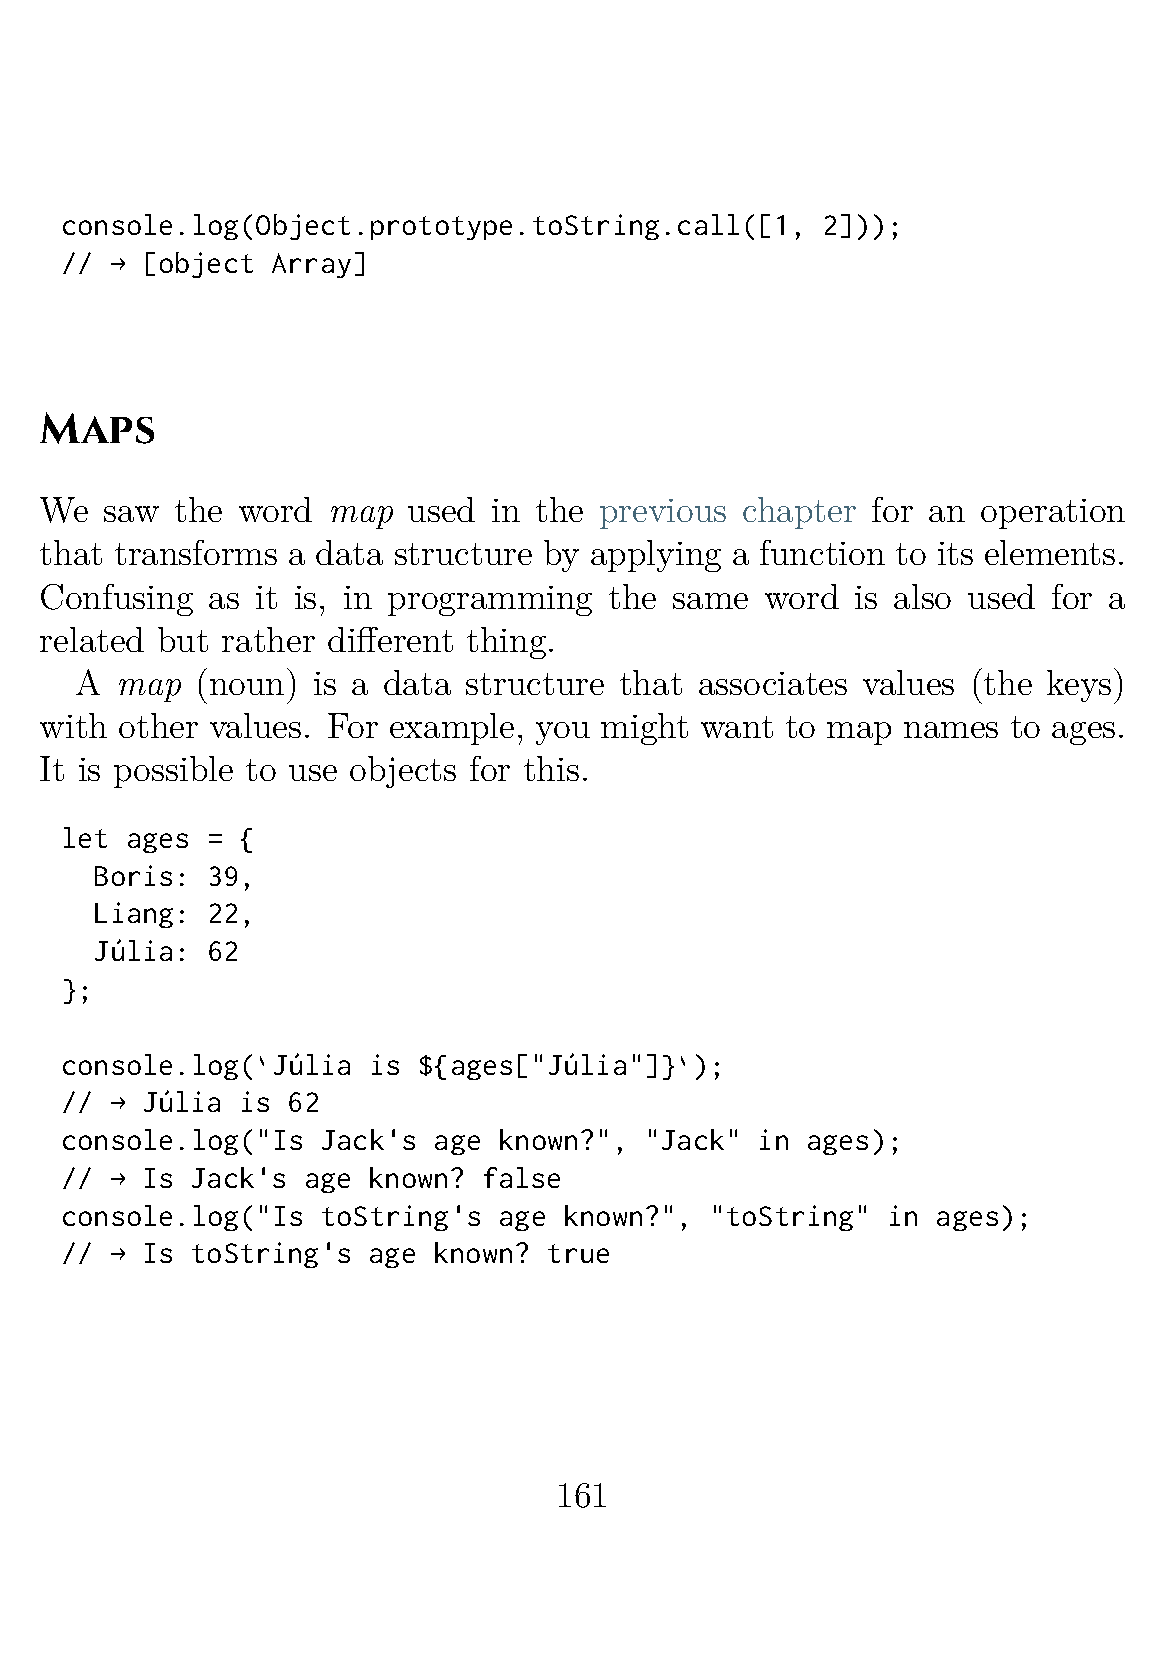 console.log(Object.prototype.toString.call([1, 2]));
// → [object Array]
Maps
We saw the word map used in the previous chapter for an operation
that transforms a data structure by applying a function to its elements.
Confusing as it is, in programming the same word is also used for a
related but rather different thing.
A map (noun) is a data structure that associates values (the keys)
with other values. For example, you might want to map names to ages.
It is possible to use objects for this.
let ages = {
  Boris: 39,
  Liang: 22,
  Júlia: 62
};
console.log(`Júlia is ${ages["Júlia"]}`);
// → Júlia is 62
console.log("Is Jack's age known?", "Jack" in ages);
// → Is Jack's age known? false
console.log("Is toString's age known?", "toString" in ages);
// → Is toString's age known? true
161